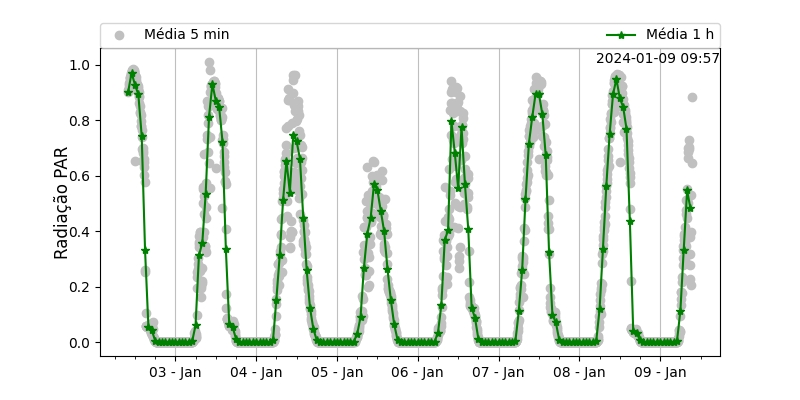 Média 5 min
Média 1 h
2024-01-09 09:57
Radiação PAR
1.0
0.8
0.6
0.4
0.2
0.0
03 - Jan
04 - Jan
05 - Jan
06 - Jan
07 - Jan
08 - Jan
09 - Jan